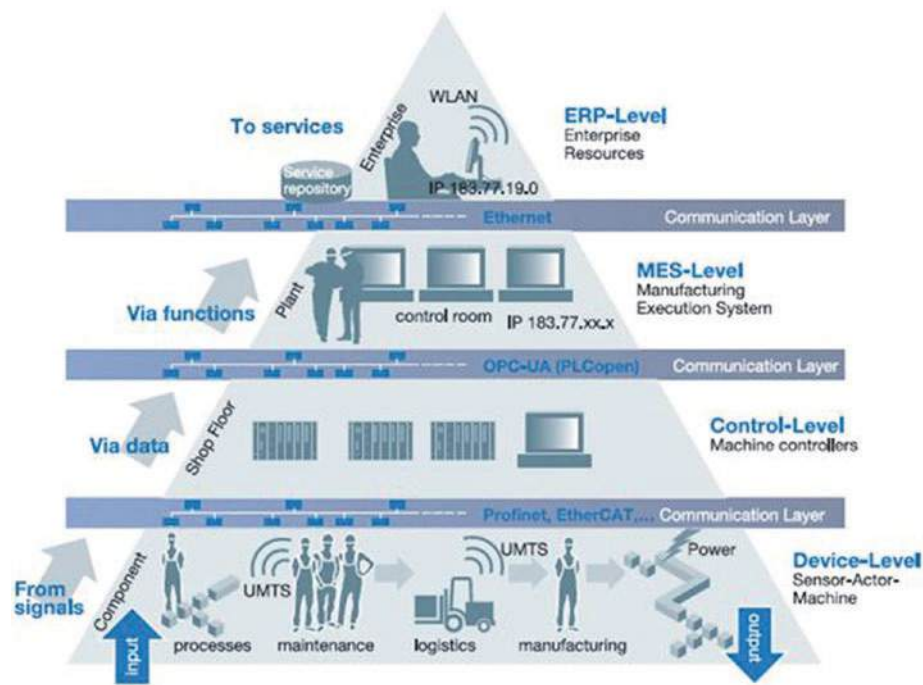 WLAN
ERP-Level
Enterprise
Resources
To services
Enterprise
Service
repository
IP 183.77.19.0
Ethernet
Communication Layer
MES-Level
Manufacturing
Execution System
Via functions
Plant
control room
IP 183.77.xx.x
OPC-UA (PLCopen)
Communication Layer
Control-Level
Machine controllers
Via data
Shop Floor
Profinet, EtherCAT,...
Communication Layer
Device-Level
Sensor-Actor-
Machine
From
signals
Component
UMTS
UMTS
Power
input
processes
maintenance
logistics
manufacturing
output